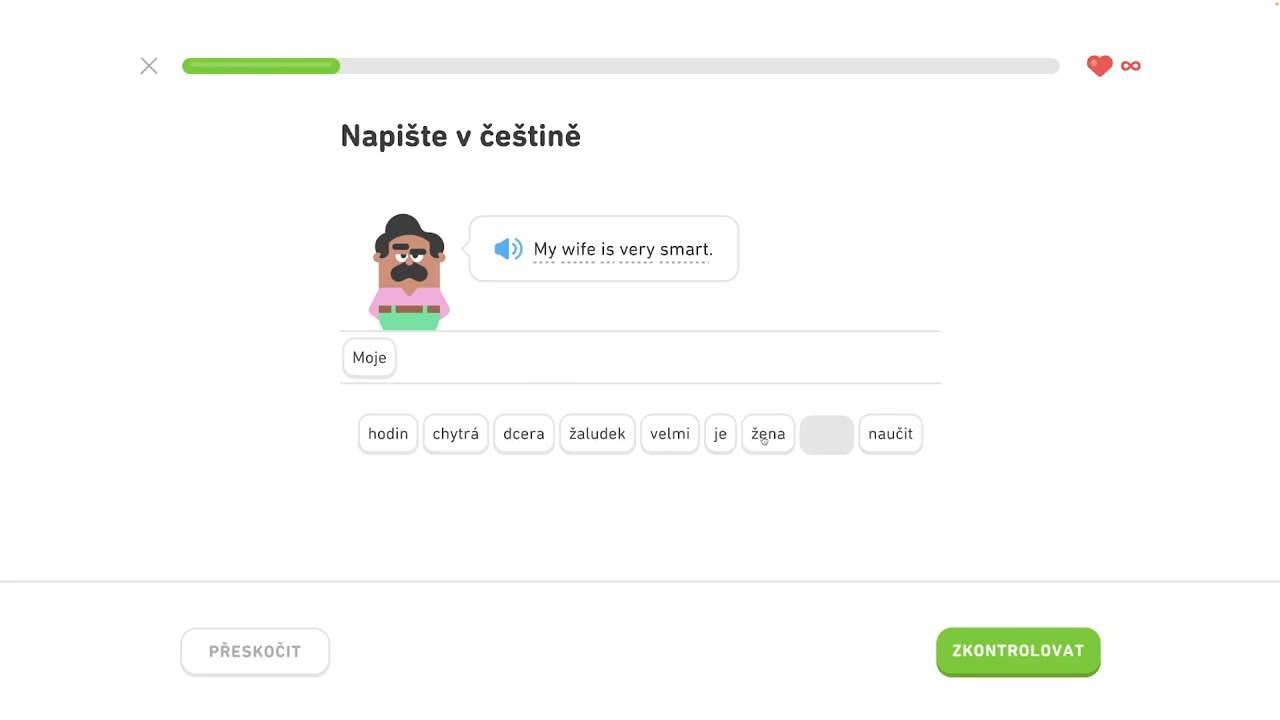 ∞
Napište v češtině
My wife is very smart.
Moje
hodin chytrá dcera žaludek velmi je žena naučit
PŘESKOČIT ZKONTROLOVAT